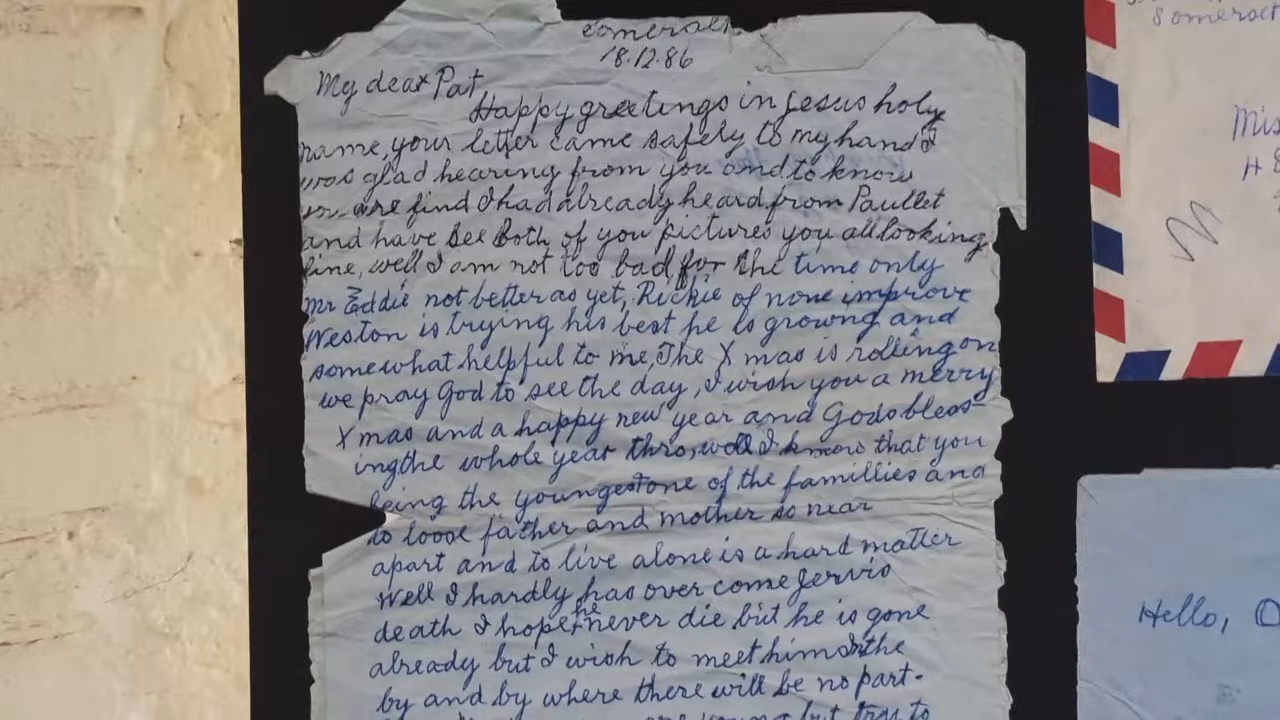 Somerset
18.12.86
My dear Pat
Happy greetings in Jesus holy
name, your letter came safely to my hand I
was glad hearing from you and to know
you are find I had already heard from Paullet
and have see both of you pictures you all looking
fine, well I am not too bad for the time only
Mr Eddie not better as yet, Rickie of none improve
Weston is trying his best he is growng and
somewhat helpful to me, The X mas is rolling on
we pray God to see the day, I wish you a merry
X mas and a happy new year and Gods bless-
ing the whole year thro, well I know that you
being the youngest one of the famillies and
to loose father and mother so near
apart and to live alone is a hard matter
Well I hardly has over come Jervis
death I hope he never die but he is gone
already but I wish to meet him In the
by and by where there will be no part-
but trys to
Somerset
Mis
H
Hello,